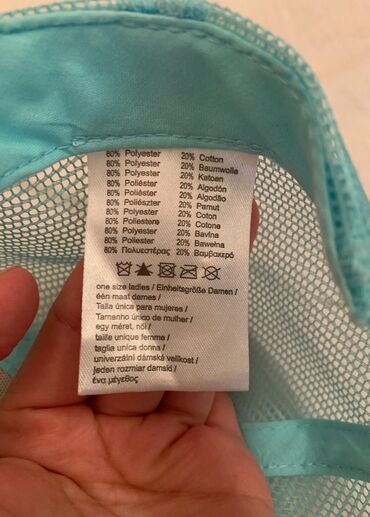 80% Polyester 20% Cotton
80% Polyester 20% Baumwolle
80% Polyester 20% Katoen
80% Poliéster 20% Algodón
80% Poliéster 20% Algodão
80% Poliészter 20% Pamut
80% Polyester 20% Coton
80% Poliestere 20% Cotone
80% Polyester 20% Bavlna
80% Poliester 20% Bawełna
80% Πολυεστέρας 20% Βαμβακερό
one size ladies / Einheitsgröße Damen /
één maat dames /
Talla única para mujeres /
Tamanho único de mulher /
egy méret, női /
taille unique femme /
taglia unica donna /
univerzální dámská velikost /
jeden rozmiar damski /
ένα μέγεθος